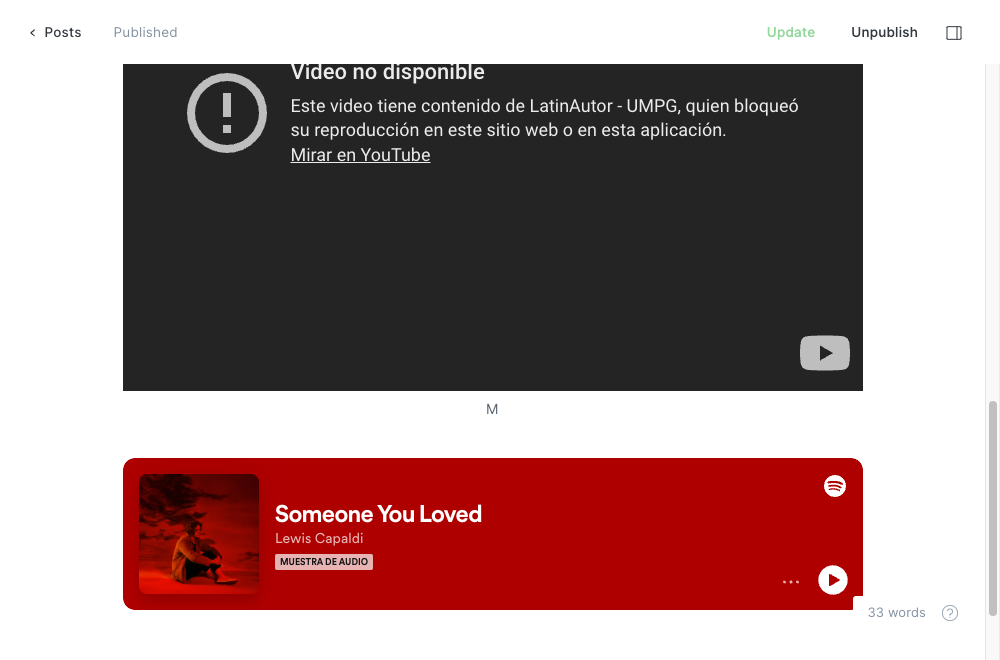 Posts
Published
Update
Unpublish
Video no disponible
Este video tiene contenido de LatinAutor - UMPG, quien bloqueó
su reproducción en este sitio web o en esta aplicación.
Mirar en YouTube
M
Someone You Loved
Lewis Capaldi
MUESTRA DE AUDIO
33 words